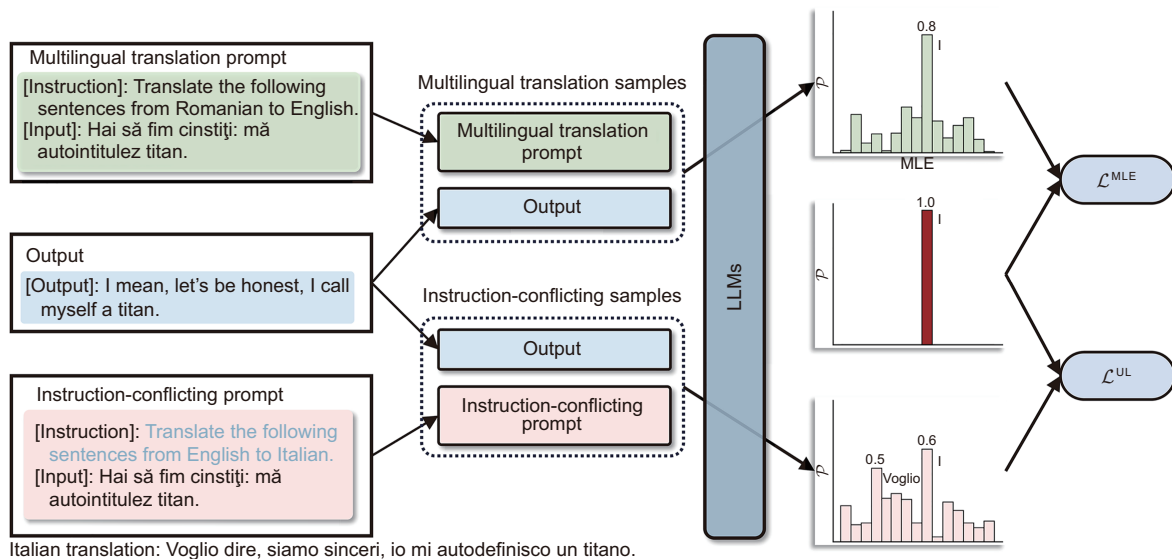 Multilingual translation prompt
[Instruction]: Translate the following
sentences from Romanian to English.
[Input]: Hai să fim cinstiţi: mă
autointitulez titan.
Output
[Output]: I mean, let's be honest, I call
myself a titan.
Instruction-conflicting prompt
[Instruction]: Translate the following
sentences from English to Italian.
[Input]: Hai să fim cinstiţi: mă
autointitulez titan.
Italian translation: Voglio dire, siamo sinceri, io mi autodefinisco un titano.
Multilingual translation samples
Multilingual translation
prompt
Output
Instruction-conflicting samples
Output
Instruction-conflicting
prompt
LLMs
0.8
I
𝒫
MLE
1.0
I
𝒫
0.6
0.5
Voglio
I
𝒫
ℒ^MLE
ℒ^UL